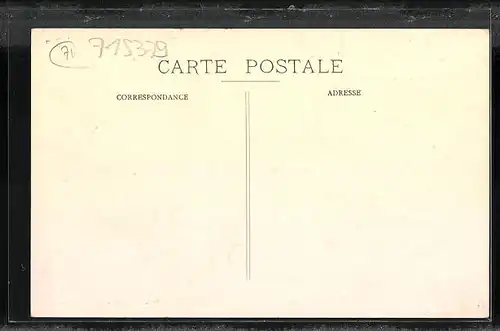 71 715329
CARTE POSTALE
CORRESPONDANCE
ADRESSE